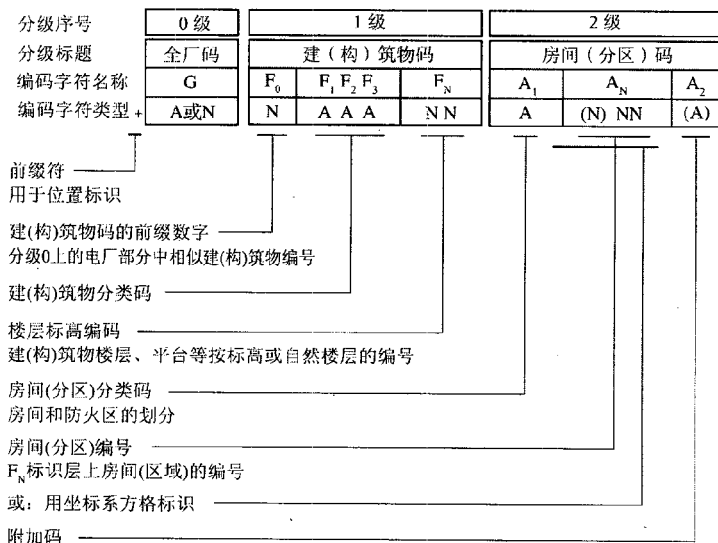 分级序号 0级 1级 2级
分级标题 全厂码 建(构)筑物码 房间(分区)码
编码字符名称 G F₀ F₁ F₂ F₃ F_N A₁ A_N A₂
编码字符类型 + A或N N A A A N N A (N) NN (A)
前缀符
用于位置标识
建(构)筑物码的前缀数字
分级0上的电厂部分中相似建(构)筑物编号
建(构)筑物分类码
楼层标高编码
建(构)筑物楼层、平台等按标高或自然楼层的编号
房间(分区)分类码
房间和防火区的划分
房间(分区)编号
F_N标识层上房间(区域)的编号
或:用坐标系方格标识
附加码